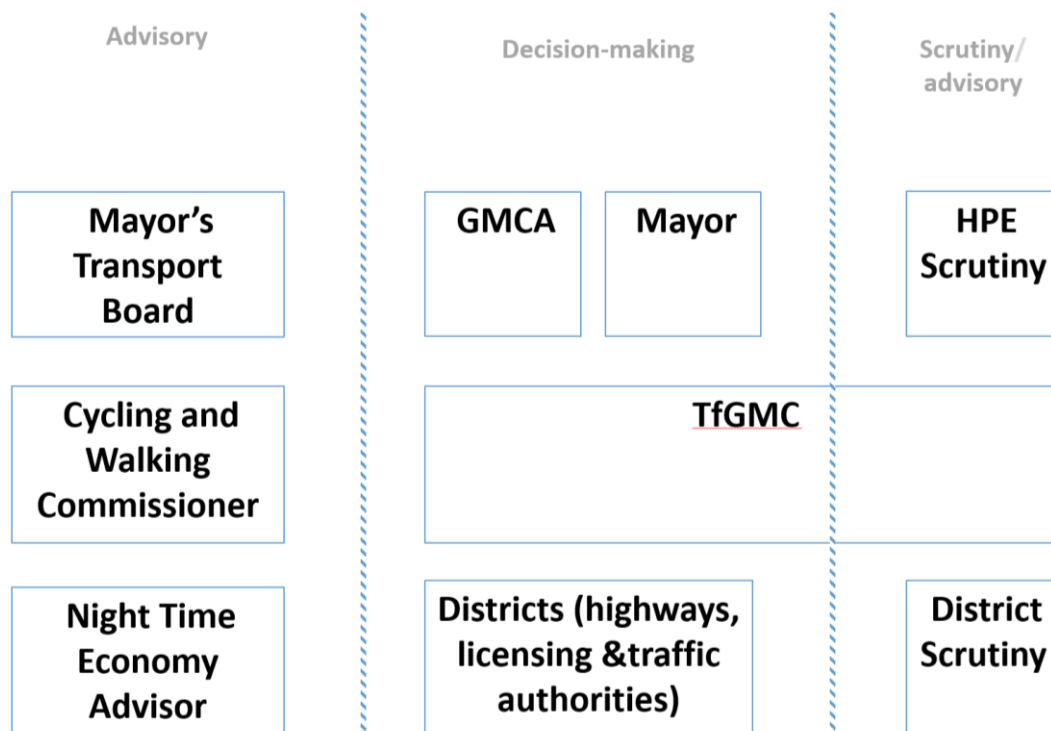 Advisory
Decision-making
Scrutiny/
advisory
Mayor’s
Transport
Board
GMCA
Mayor
HPE
Scrutiny
Cycling and
Walking
Commissioner
TfGMC
Night Time
Economy
Advisor
Districts (highways,
licensing &traffic
authorities)
District
Scrutiny